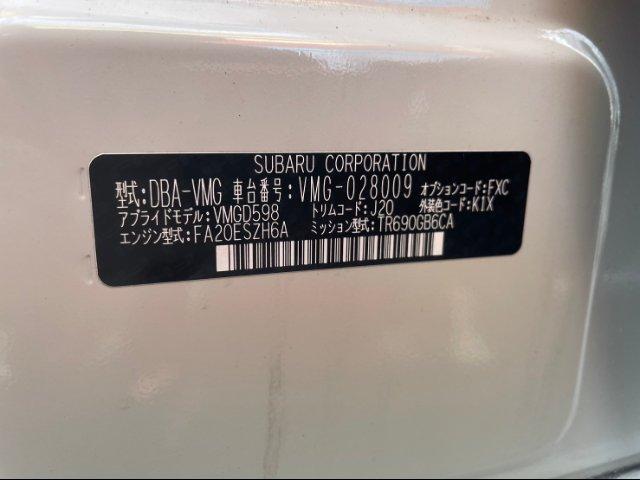 SUBARU CORPORATION
型式:DBA-VMG 車台番号:VMG-028009 オプションコード:FXC
アプライドモデル:VMGD598 トリムコード:J20 外装色コード:K1X
エンジン型式:FA20ESZH6A ミッション型式:TR690GB6CA